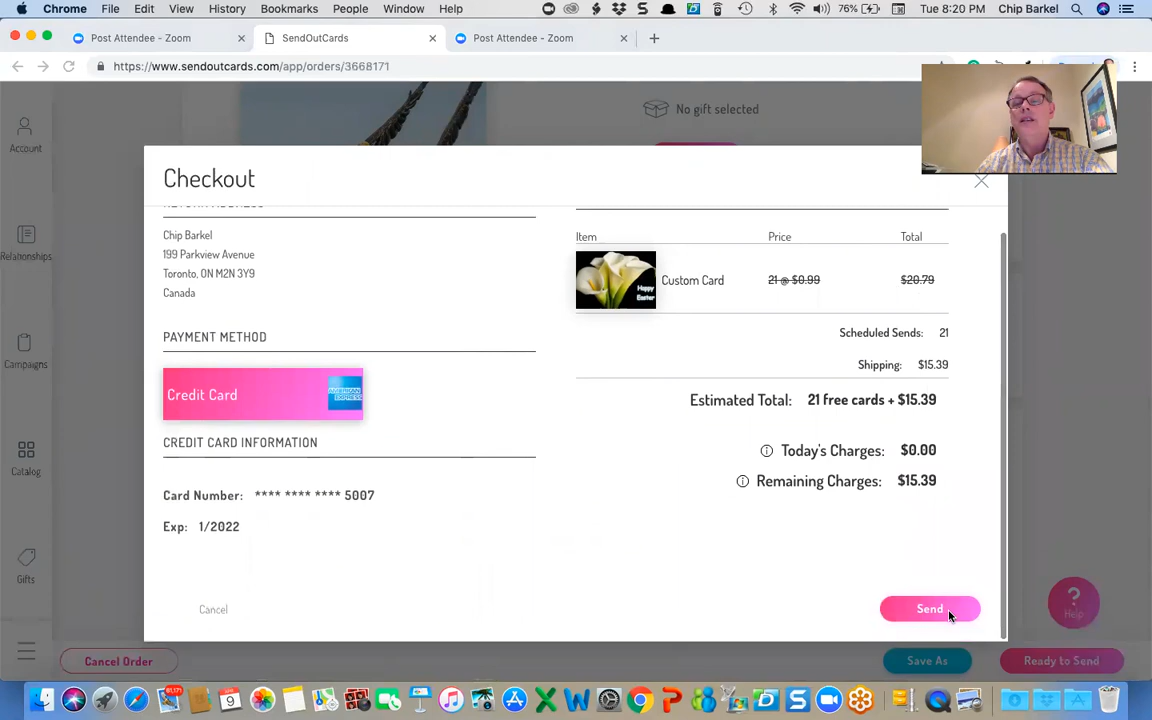 Chrome File Edit View History Bookmarks People Window Help 76% Tue 8:20 PM Chip Barkel
Post Attendee - Zoom SendOutCards Post Attendee - Zoom
https://www.sendoutcards.com/app/orders/3668171
No gift selected
Account
Relationships
Campaigns
Catalog
Gifts
Checkout
Chip Barkel
199 Parkview Avenue
Toronto, ON M2N 3Y9
Canada
PAYMENT METHOD
Credit Card AMERICAN EXPRESS
CREDIT CARD INFORMATION
Card Number: **** **** **** 5007
Exp: 1/2022
Cancel
Item Price Total
Happy
Easter
Custom Card 21 @ $0.99 $20.79
Scheduled Sends: 21
Shipping: $15.39
Estimated Total: 21 free cards + $15.39
Today's Charges: $0.00
Remaining Charges: $15.39
Send
?
Help
Cancel Order Save As Ready to Send